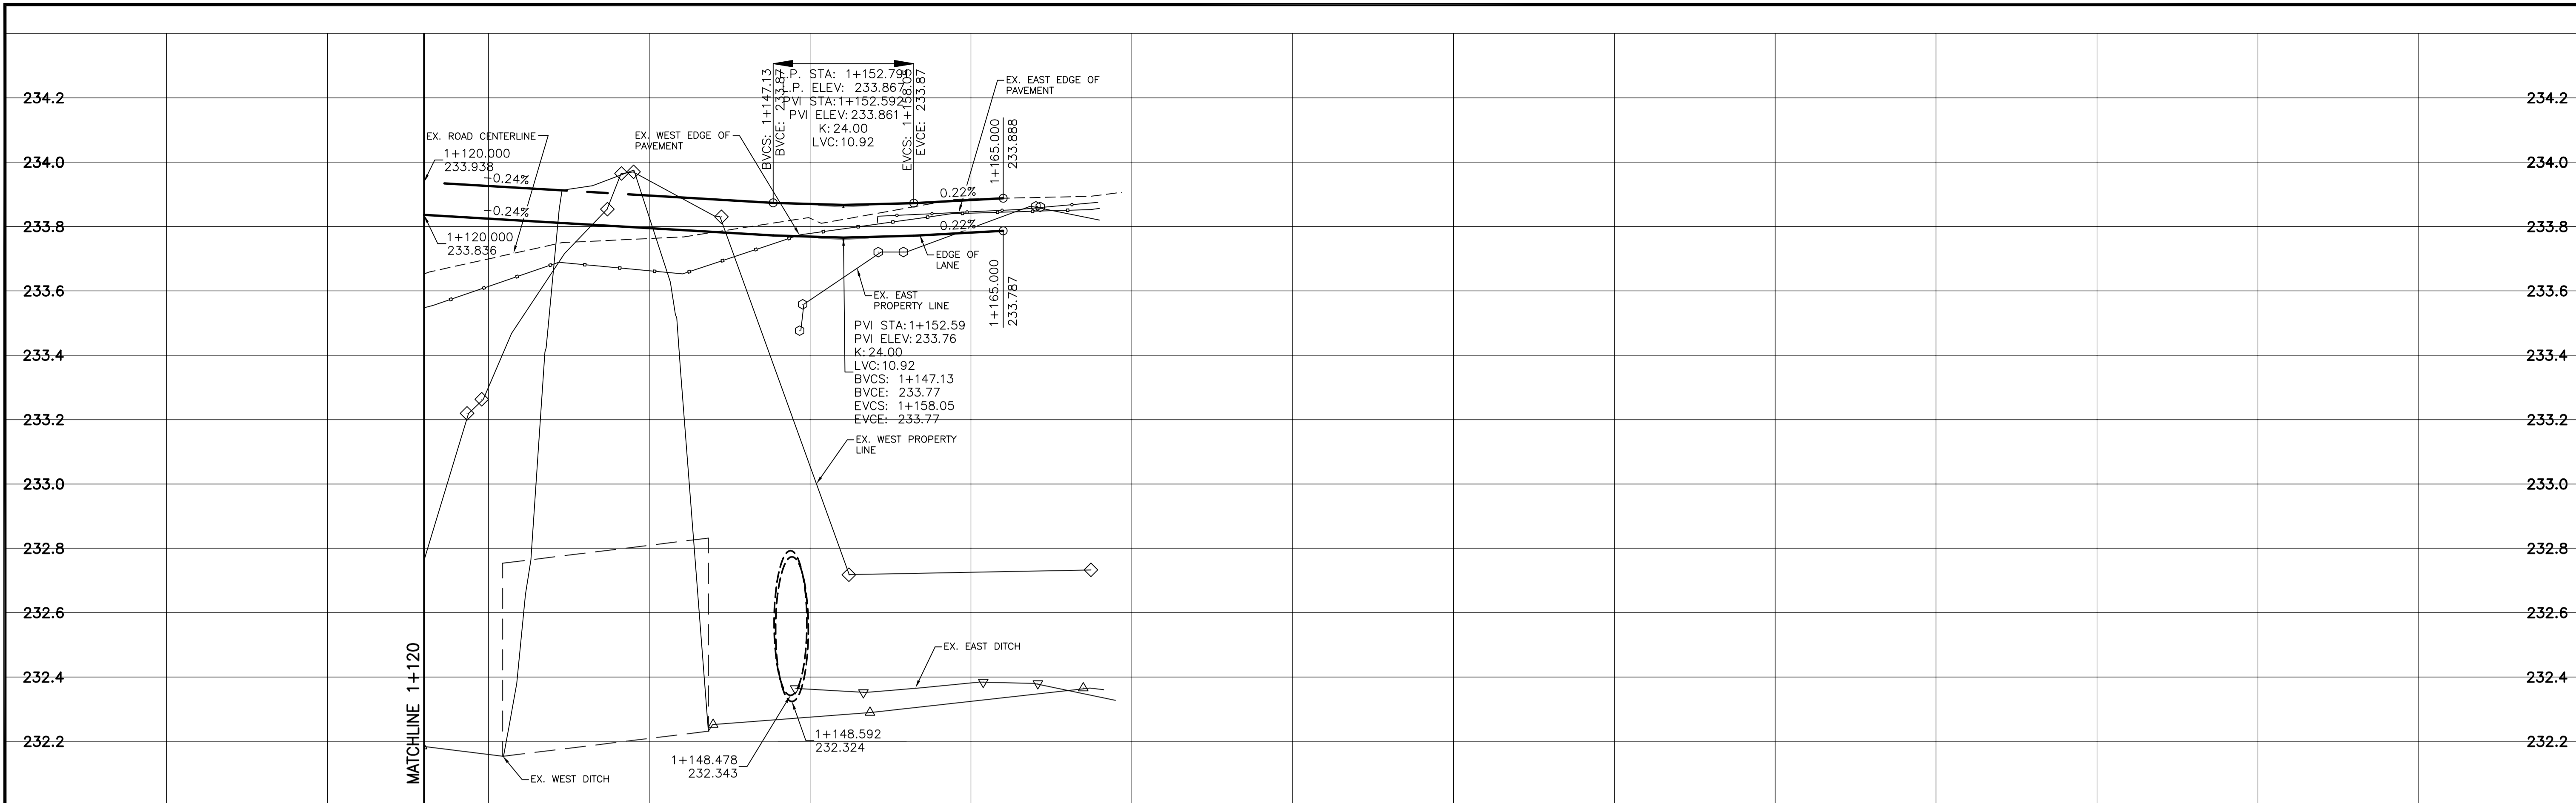 234.2
234.0
233.8
233.6
233.4
233.2
233.0
232.8
232.6
232.4
232.2
MATCHLINE 1+120
EX. ROAD CENTERLINE
1+120.000
233.938
-0.24%
-0.24%
1+120.000
233.836
EX. WEST EDGE OF
PAVEMENT
BVCS: 1+147.13
BVCE: 233.87
L.P. STA: 1+152.794
L.P. ELEV: 233.867
PVI STA:1+152.592
PVI ELEV:233.861
K:24.00
LVC:10.92
EVCS: 1+158.05
EVCE: 233.87
EX. EAST EDGE OF
PAVEMENT
1+165.000
233.888
0.22%
0.22%
EDGE OF
LANE
1+165.000
233.787
EX. EAST
PROPERTY LINE
PVI STA:1+152.59
PVI ELEV:233.76
K:24.00
LVC:10.92
BVCS: 1+147.13
BVCE: 233.77
EVCS: 1+158.05
EVCE: 233.77
EX. WEST PROPERTY
LINE
EX. EAST DITCH
1+148.592
232.324
1+148.478
232.343
EX. WEST DITCH
234.2
234.0
233.8
233.6
233.4
233.2
233.0
232.8
232.6
232.4
232.2